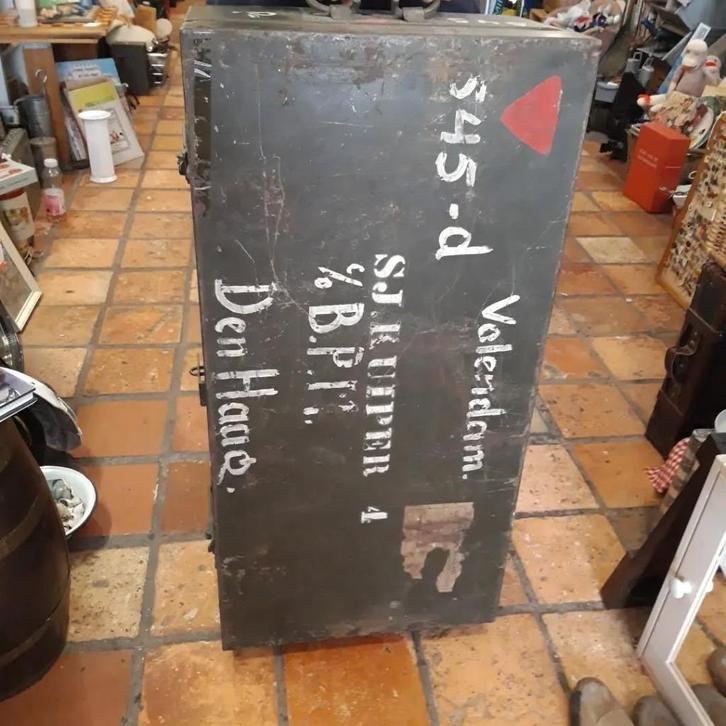 545-d
Volendam.
S.J. KUIPER 4
% B.P.M.
Den Haag.